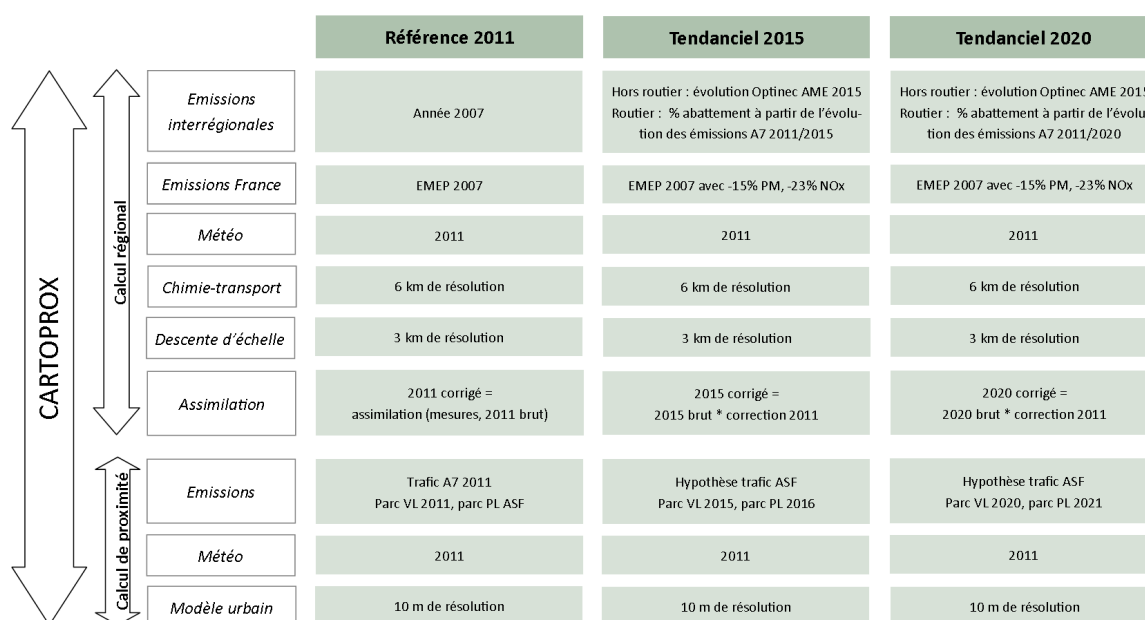 Référence 2011
Tendanciel 2015
Tendanciel 2020
CARTOPROX
Calcul régional
Emissions
interrégionales
Année 2007
Hors routier : évolution Optinec AME 2015
Routier : % abattement à partir de l'évolu-
tion des émissions A7 2011/2015
Hors routier : évolution Optinec AME 2015
Routier : % abattement à partir de l'évolu
tion des émissions A7 2011/2020
Emissions France
EMEP 2007
EMEP 2007 avec -15% PM, -23% NOx
EMEP 2007 avec -15% PM, -23% NOx
Météo
2011
2011
2011
Chimie-transport
6 km de résolution
6 km de résolution
6 km de résolution
Descente d'échelle
3 km de résolution
3 km de résolution
3 km de résolution
Assimilation
2011 corrigé =
assimilation (mesures, 2011 brut)
2015 corrigé =
2015 brut * correction 2011
2020 corrigé =
2020 brut * correction 2011
Calcul de proximité
Emissions
Trafic A7 2011
Parc VL 2011, parc PL ASF
Hypothèse trafic ASF
Parc VL 2015, parc PL 2016
Hypothèse trafic ASF
Parc VL 2020, parc PL 2021
Météo
2011
2011
2011
Modèle urbain
10 m de résolution
10 m de résolution
10 m de résolution